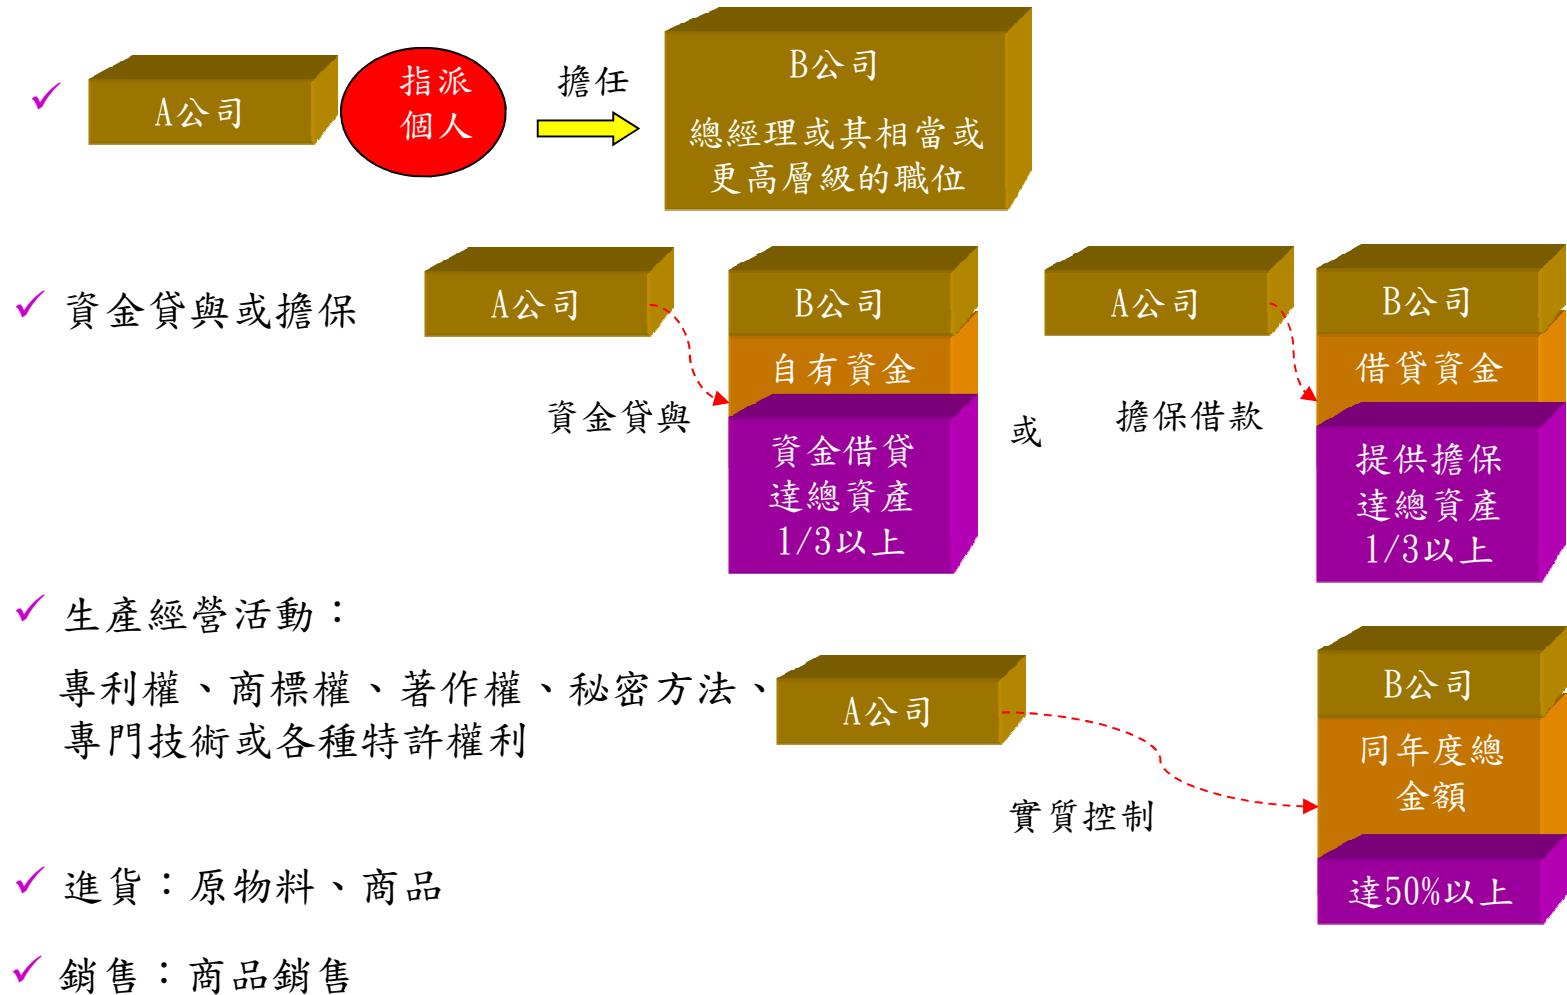 A公司
指派
個人
擔任
B公司
總經理或其相當或
更高層級的職位
資金貸與或擔保
A公司
資金貸與
B公司
自有資金
資金借貸
達總資產
1/3以上
或
A公司
擔保借款
B公司
借貸資金
提供擔保
達總資產
1/3以上
生產經營活動：
專利權、商標權、著作權、秘密方法、
專門技術或各種特許權利
A公司
實質控制
B公司
同年度總
金額
達50%以上
進貨：原物料、商品
銷售：商品銷售